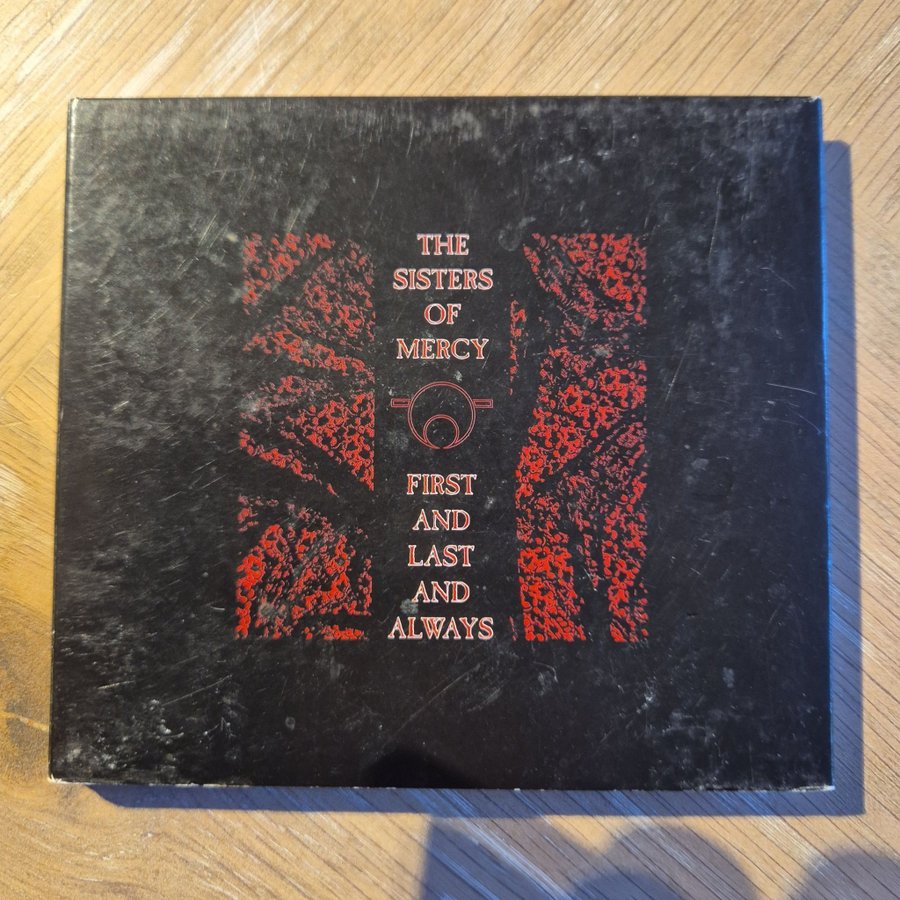 THE
SISTERS
OF
MERCY
FIRST
AND
LAST
AND
ALWAYS